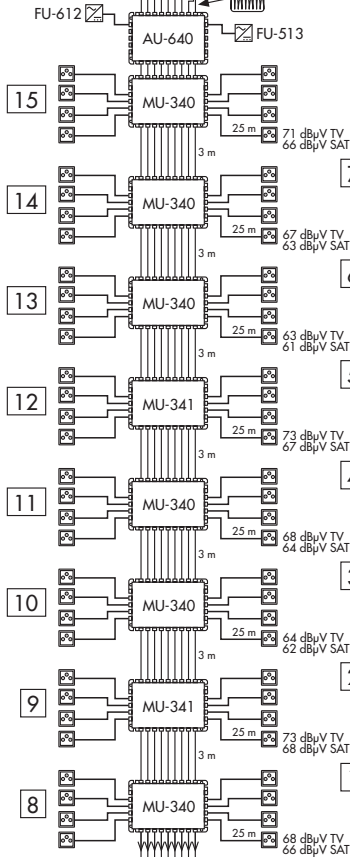 FU-612
AU-640
FU-513
15
MU-340
25 m
71 dBµV TV
66 dBµV SAT
3 m
14
MU-340
25 m
67 dBµV TV
63 dBµV SAT
3 m
13
MU-340
25 m
63 dBµV TV
61 dBµV SAT
3 m
12
MU-341
25 m
73 dBµV TV
67 dBµV SAT
3 m
11
MU-340
25 m
68 dBµV TV
64 dBµV SAT
3 m
10
MU-340
25 m
64 dBµV TV
62 dBµV SAT
3 m
9
MU-341
25 m
73 dBµV TV
68 dBµV SAT
3 m
8
MU-340
25 m
68 dBµV TV
66 dBµV SAT